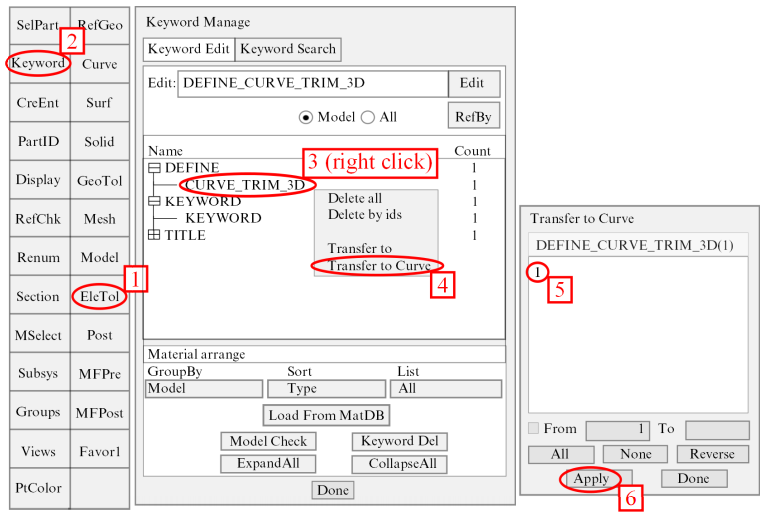 SelPart RefGeo
2
Keyword Curve
CreEnt Surf
PartID Solid
Display GeoTol
RefChk Mesh
Renum Model
1
Section EleTol
MSelect Post
Subsys MFPre
Groups MFPost
Views Favor1
PtColor
Keyword Manage
Keyword Edit Keyword Search
Edit: DEFINE_CURVE_TRIM_3D Edit
Model All RefBy
Name Count
3 (right click)
DEFINE 1
CURVE_TRIM_3D 1
KEYWORD 1
KEYWORD 1
TITLE 1
Delete all
Delete by ids
Transfer to
Transfer to Curve
4
Material arrange
GroupBy Sort List
Model Type All
Load From MatDB
Model Check Keyword Del
ExpandAll CollapseAll
Done
Transfer to Curve
DEFINE_CURVE_TRIM_3D(1)
1
5
From 1 To
All None Reverse
Apply Done
6